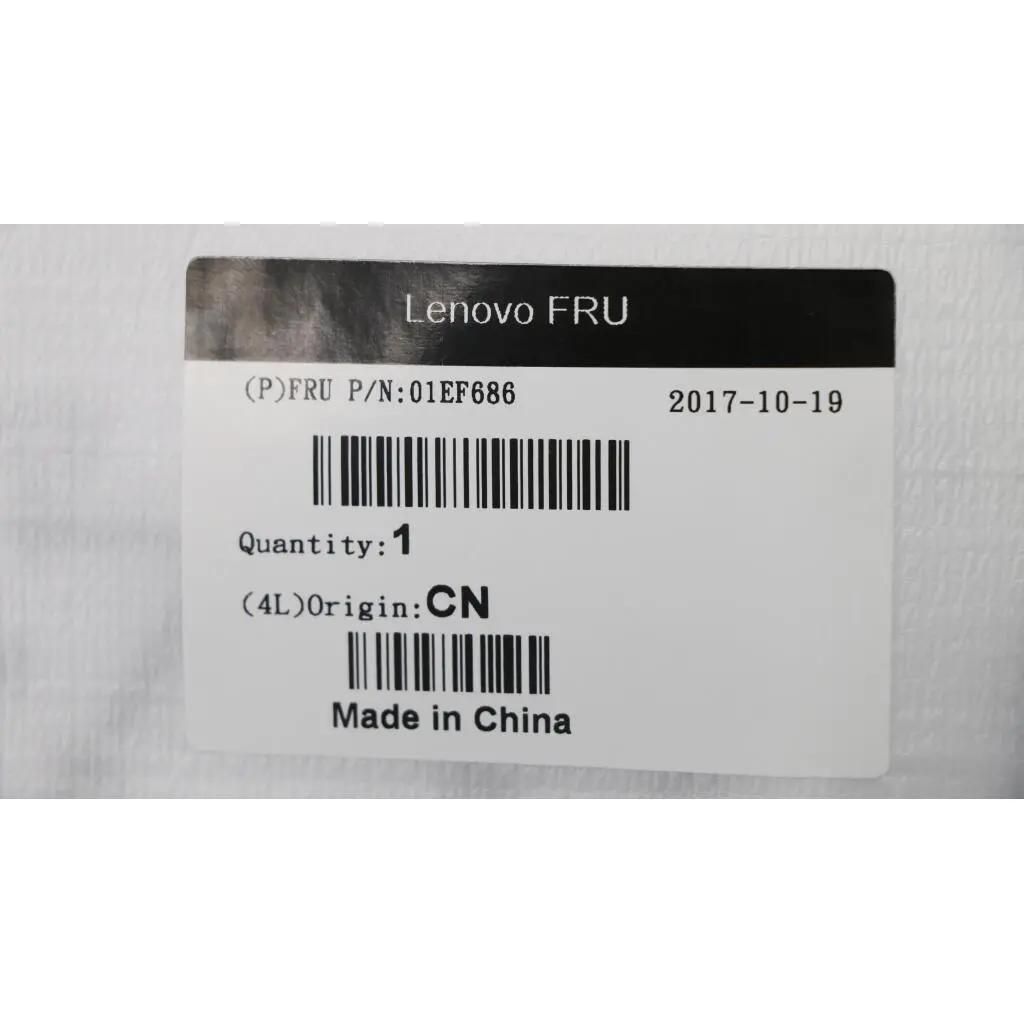 Lenovo FRU
(P)FRU P/N:01EF686
2017-10-19
Quantity:1
(4L)Origin:CN
Made in China